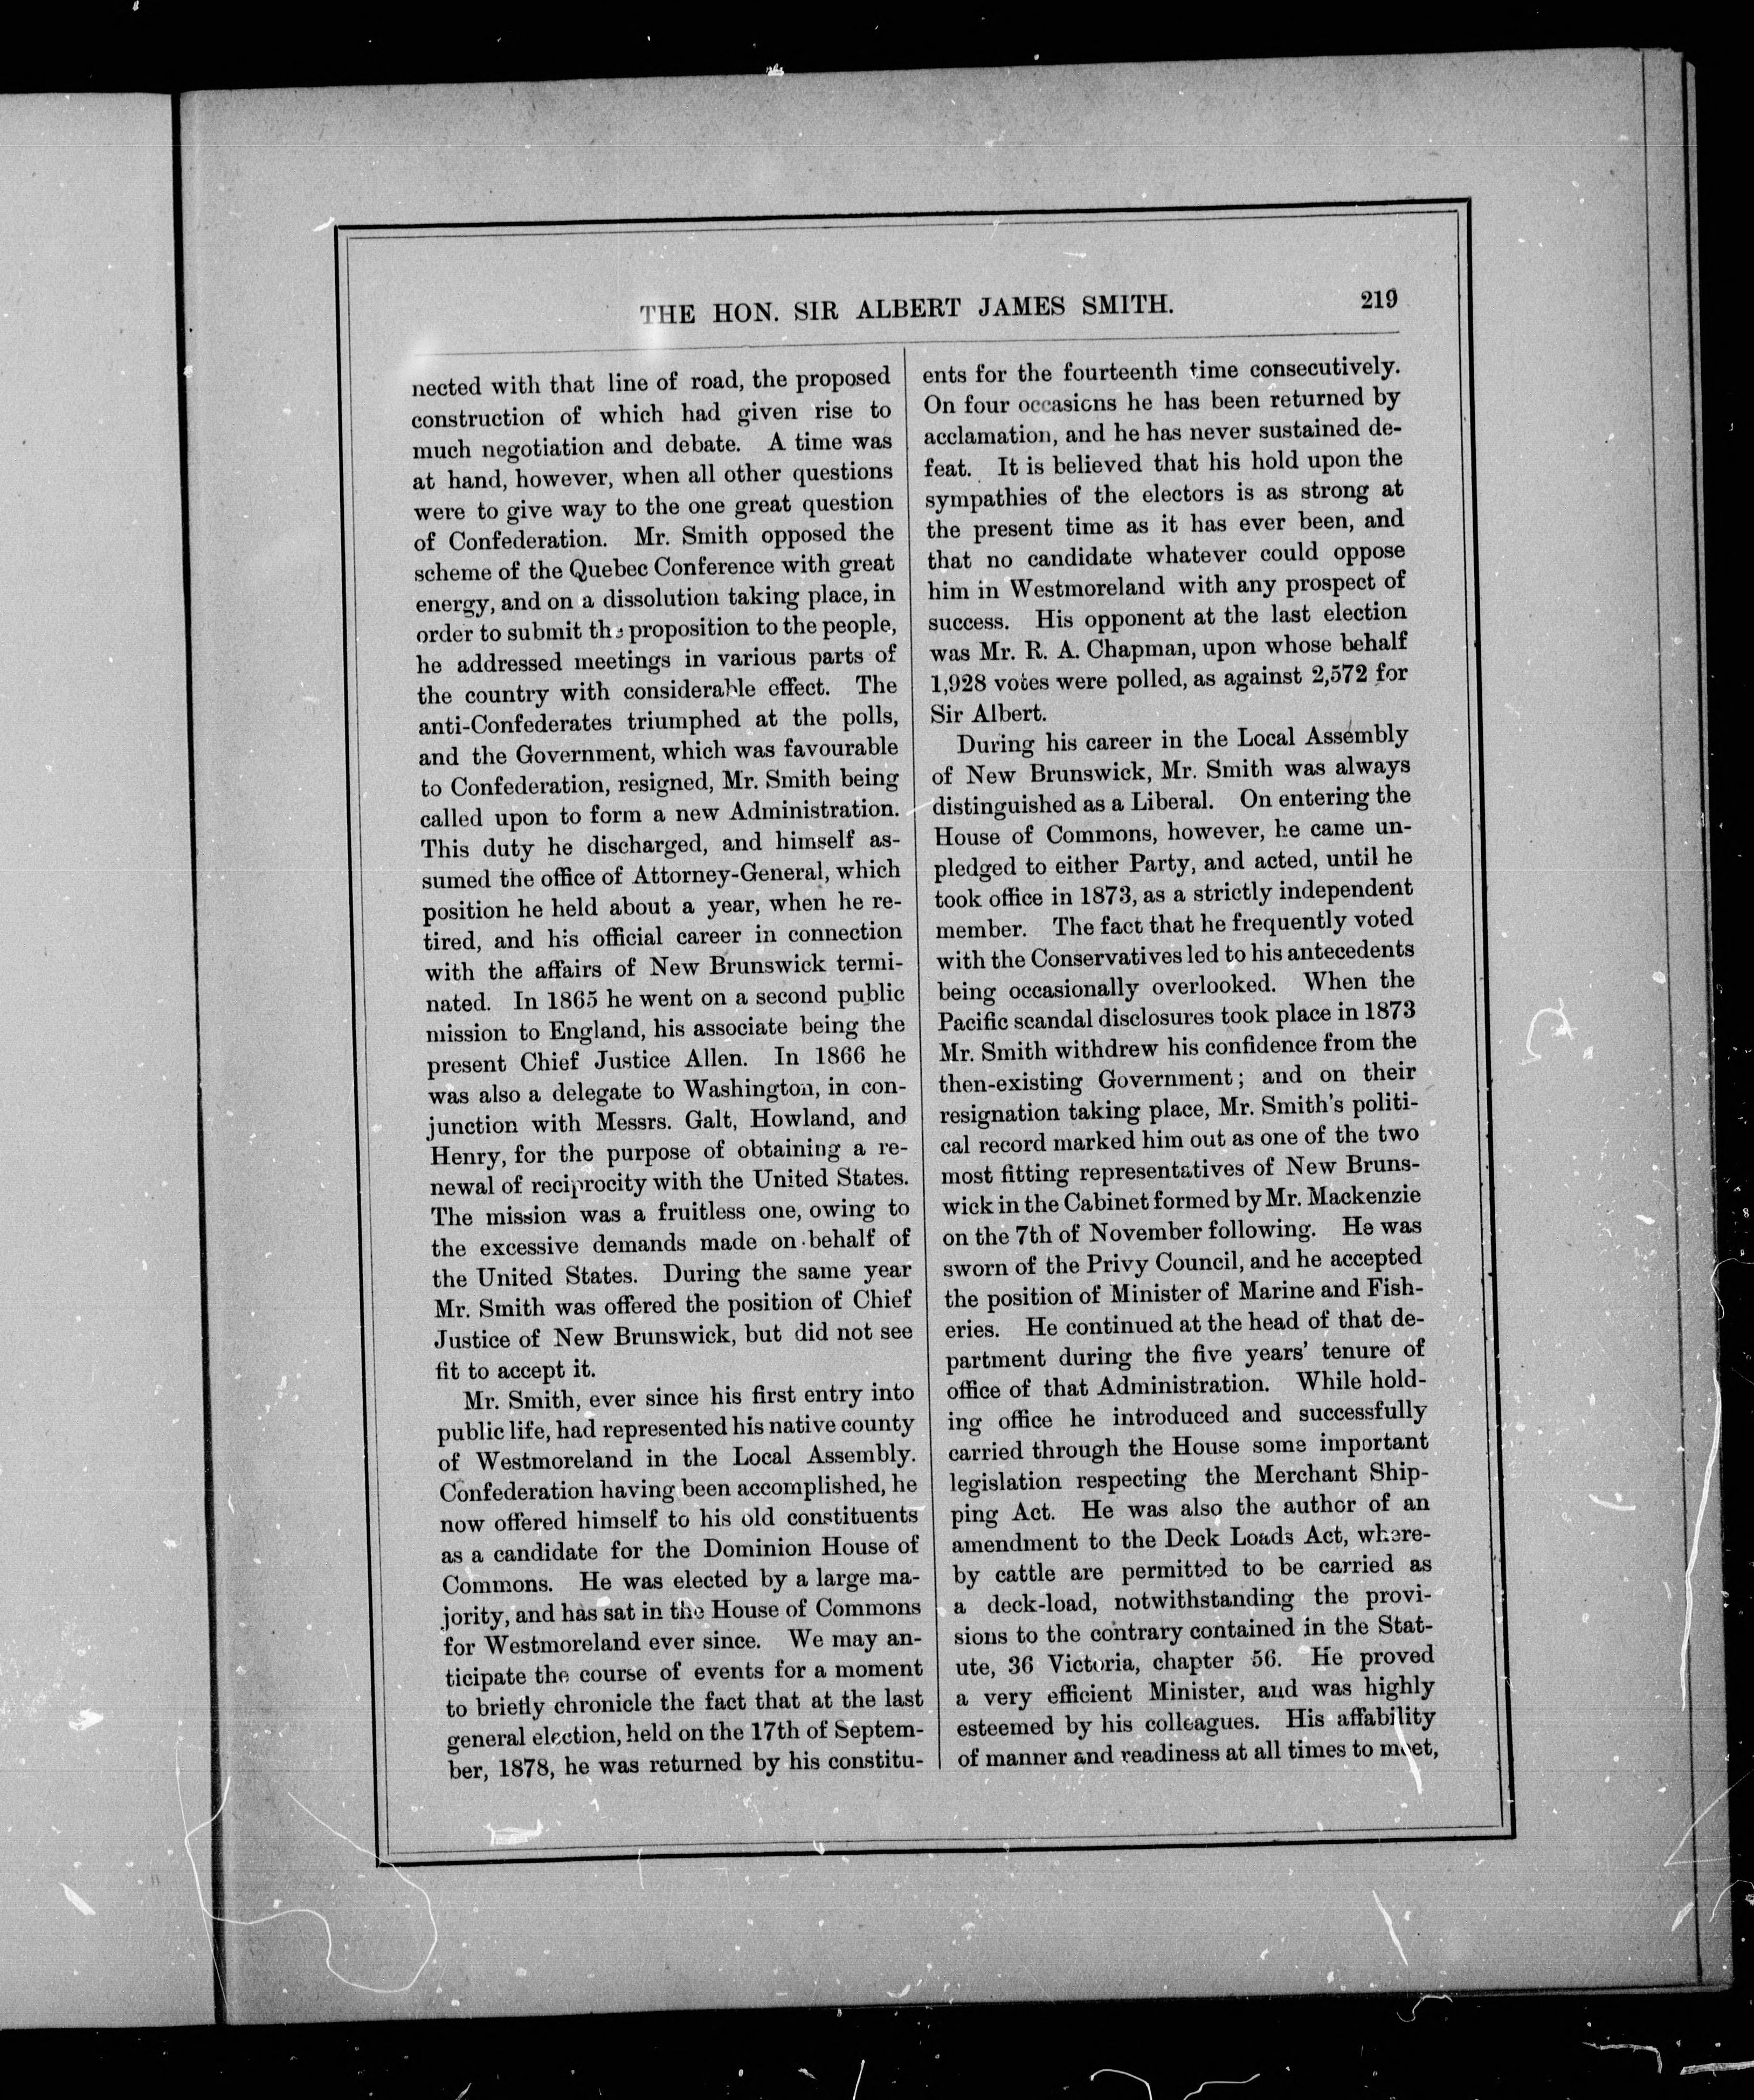 THE HON. SIR ALBERT JAMES SMITH. 219
nected with that line of road, the proposed
construction of which had given rise to
much negotiation and debate. A time was
at hand, however, when all other questions
were to give way to the one great question
of Confederation. Mr. Smith opposed the
scheme of the Quebec Conference with great
energy, and on a dissolution taking place, in
order to submit the proposition to the people,
he addressed meetings in various parts of
the country with considerable effect. The
anti-Confederates triumphed at the polls,
and the Government, which was favourable
to Confederation, resigned, Mr. Smith being
called upon to form a new Administration.
This duty he discharged, and himself as-
sumed the office of Attorney-General, which
position he held about a year, when he re-
tired, and his official career in connection
with the affairs of New Brunswick termi-
nated. In 1865 he went on a second public
mission to England, his associate being the
present Chief Justice Allen. In 1866 he
was also a delegate to Washington, in con-
junction with Messrs. Galt, Howland, and
Henry, for the purpose of obtaining a re-
newal of reciprocity with the United States.
The mission was a fruitless one, owing to
the excessive demands made on behalf of
the United States. During the same year
Mr. Smith was offered the position of Chief
Justice of New Brunswick, but did not see
fit to accept it.
Mr. Smith, ever since his first entry into
public life, had represented his native county
of Westmoreland in the Local Assembly.
Confederation having been accomplished, he
now offered himself to his old constituents
as a candidate for the Dominion House of
Commons. He was elected by a large ma-
jority, and has sat in the House of Commons
for Westmoreland ever since. We may an-
ticipate the course of events for a moment
to briefly chronicle the fact that at the last
general election, held on the 17th of Septem-
ber, 1878, he was returned by his constitu-
ents for the fourteenth time consecutively.
On four occasions he has been returned by
acclamation, and he has never sustained de-
feat. It is believed that his hold upon the
sympathies of the electors is as strong at
the present time as it has ever been, and
that no candidate whatever could oppose
him in Westmoreland with any prospect of
success. His opponent at the last election
was Mr. R. A. Chapman, upon whose behalf
1,928 votes were polled, as against 2,572 for
Sir Albert.
During his career in the Local Assembly
of New Brunswick, Mr. Smith was always
distinguished as a Liberal. On entering the
House of Commons, however, he came un-
pledged to either Party, and acted, until he
took office in 1873, as a strictly independent
member. The fact that he frequently voted
with the Conservatives led to his antecedents
being occasionally overlooked. When the
Pacific scandal disclosures took place in 1873
Mr. Smith withdrew his confidence from the
then-existing Government; and on their
resignation taking place, Mr. Smith's politi-
cal record marked him out as one of the two
most fitting representatives of New Bruns-
wick in the Cabinet formed by Mr. Mackenzie
on the 7th of November following. He was
sworn of the Privy Council, and he accepted
the position of Minister of Marine and Fish-
eries. He continued at the head of that de-
partment during the five years' tenure of
office of that Administration. While hold-
ing office he introduced and successfully
carried through the House some important
legislation respecting the Merchant Ship-
ping Act. He was also the author of an
amendment to the Deck Loads Act, where-
by cattle are permitted to be carried as
a deck-load, notwithstanding the provi-
sions to the contrary contained in the Stat-
ute, 36 Victoria, chapter 56. He proved
a very efficient Minister, and was highly
esteemed by his colleagues. His affability
of manner and readiness at all times to meet,